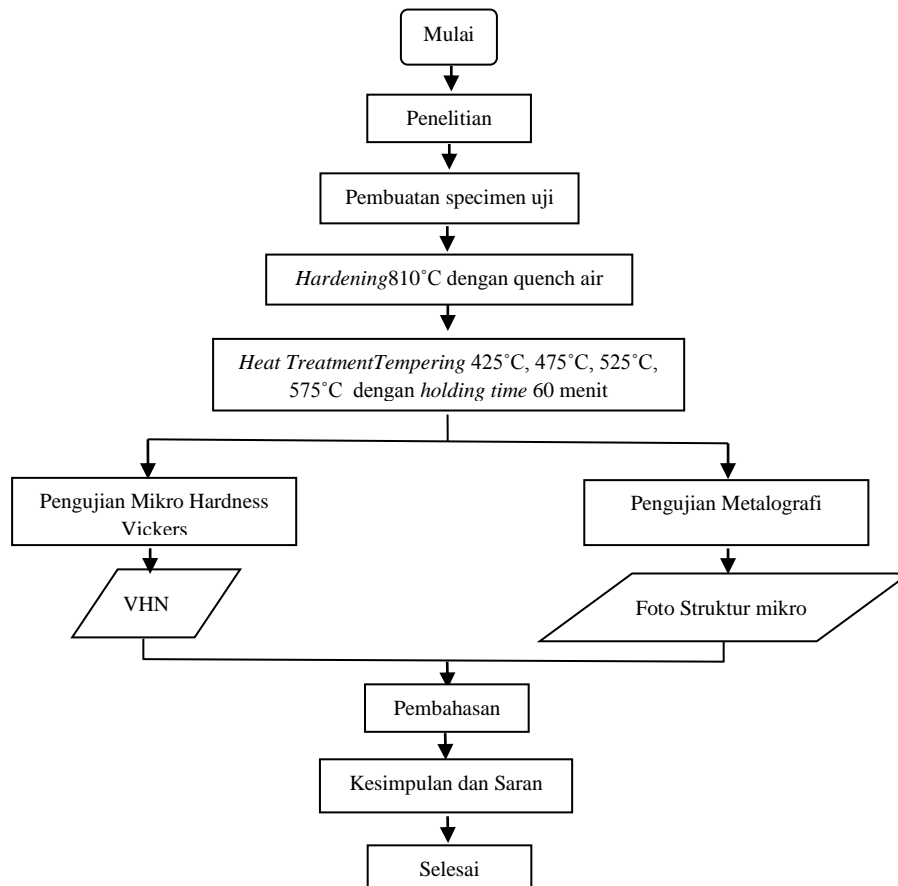 Mulai
Penelitian
Pembuatan specimen uji
Hardening810˚C dengan quench air
Heat TreatmentTempering 425˚C, 475˚C, 525˚C,
575˚C dengan holding time 60 menit
Pengujian Mikro Hardness
Vickers
Pengujian Metalografi
VHN
Foto Struktur mikro
Pembahasan
Kesimpulan dan Saran
Selesai